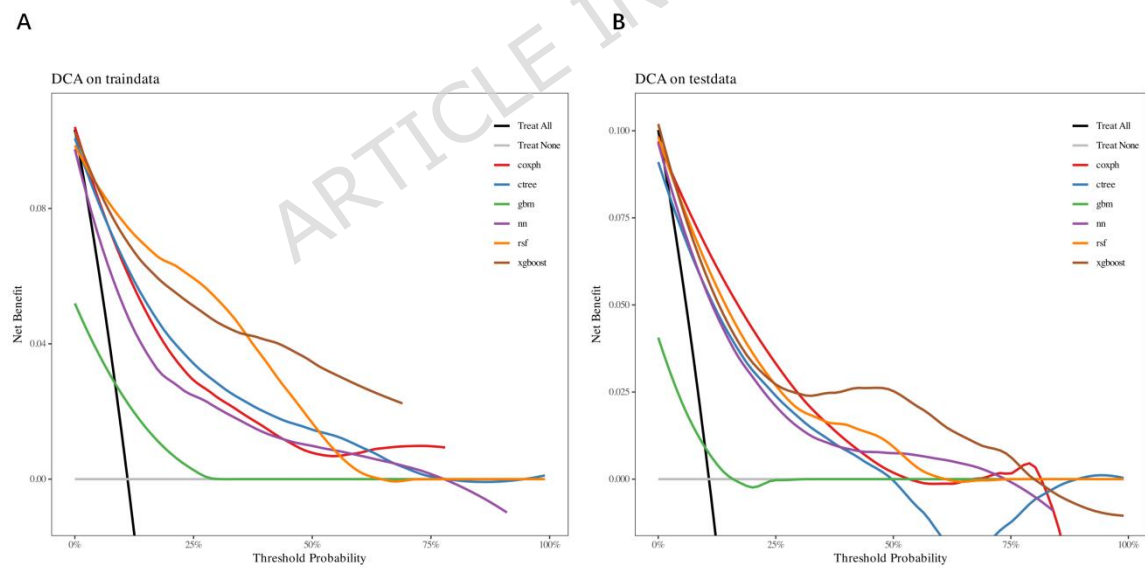 A
B
ARTICLE IN
DCA on traindata
Net Benefit
0.08
0.04
0.00
Treat All
Treat None
coxph
ctree
gbm
nn
rsf
xgboost
0%
25%
50%
75%
100%
Threshold Probability
DCA on testdata
Net Benefit
0.100
0.075
0.050
0.025
0.000
Treat All
Treat None
coxph
ctree
gbm
nn
rsf
xgboost
0%
25%
50%
75%
100%
Threshold Probability